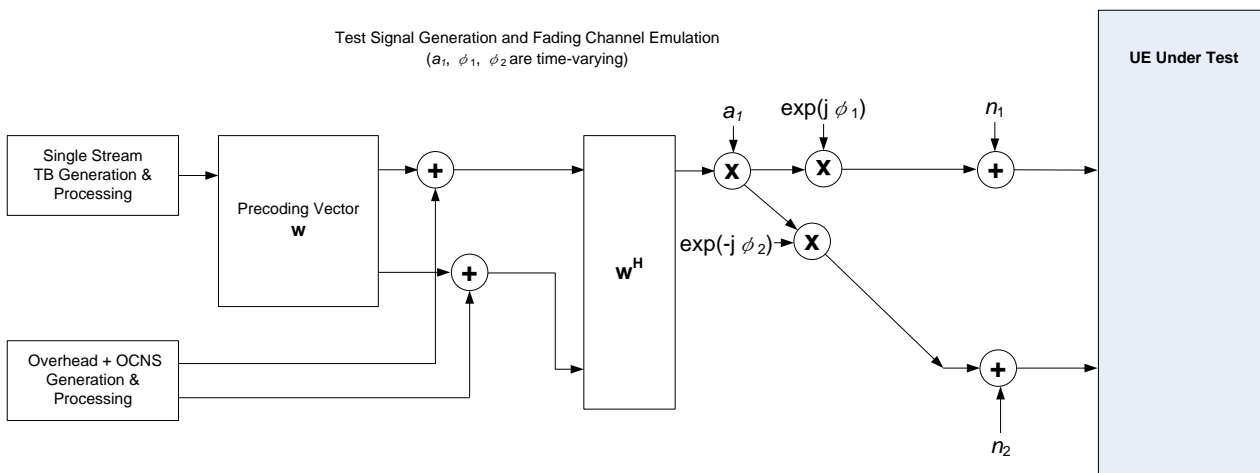 Test Signal Generation and Fading Channel Emulation
(a₁, ϕ₁, ϕ₂ are time-varying)
UE Under Test
a₁
exp(j ϕ₁)
n₁
Single Stream
TB Generation &
Processing
+
X
X
+
Precoding Vector
w
exp(-j ϕ₂)
X
+
wᴴ
Overhead + OCNS
Generation &
Processing
+
n₂